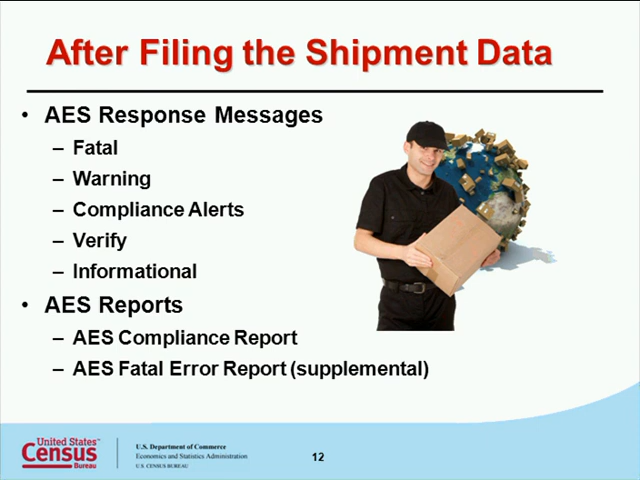 After Filing the Shipment Data
• AES Response Messages
– Fatal
– Warning
– Compliance Alerts
– Verify
– Informational
• AES Reports
– AES Compliance Report
– AES Fatal Error Report (supplemental)
United States™
Census
Bureau
U.S. Department of Commerce
Economics and Statistics Administration
U.S. CENSUS BUREAU
12